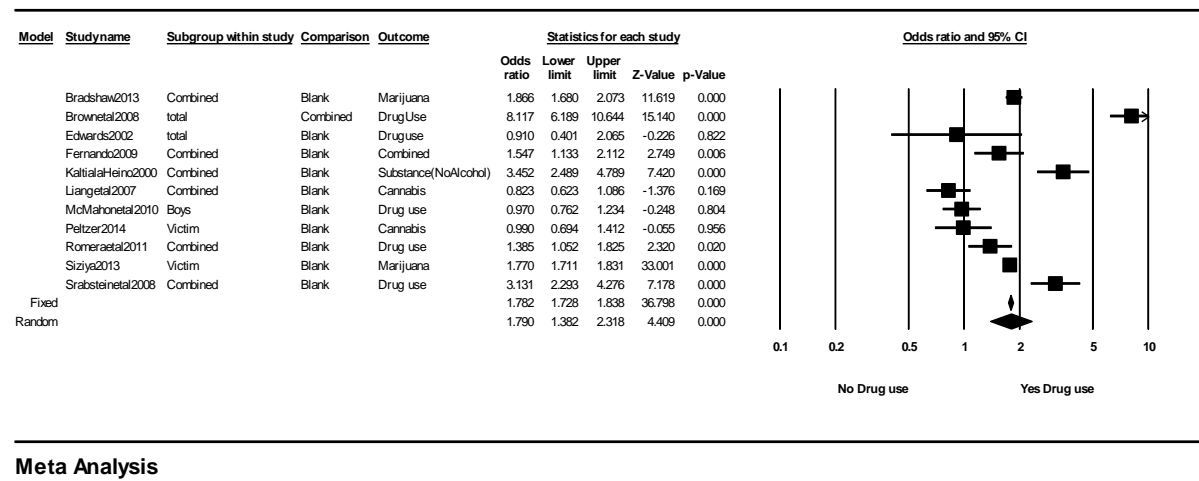 Model Studyname Subgroup within study Comparison Outcome Statistics for each study Odds ratio and 95% CI
Odds Lower Upper
ratio limit limit Z-Value p-Value
Bradshaw2013 Combined Blank Marijuana 1.866 1.680 2.073 11.619 0.000
Brownetal2008 total Combined DrugUse 8.117 6.189 10.644 15.140 0.000
Edwards2002 total Blank Druguse 0.910 0.401 2.065 -0.226 0.822
Fernando2009 Combined Blank Combined 1.547 1.133 2.112 2.749 0.006
KaltialaHeino2000 Combined Blank Substance(NoAlcohol) 3.452 2.489 4.789 7.420 0.000
Liangetal2007 Combined Blank Cannabis 0.823 0.623 1.086 -1.376 0.169
McMahonetal2010 Boys Blank Drug use 0.970 0.762 1.234 -0.248 0.804
Peltzer2014 Victim Blank Cannabis 0.990 0.694 1.412 -0.055 0.956
Romeraetal2011 Combined Blank Drug use 1.385 1.052 1.825 2.320 0.020
Siziya2013 Victim Blank Marijuana 1.770 1.711 1.831 33.001 0.000
Srabsteinetal2008 Combined Blank Drug use 3.131 2.293 4.276 7.178 0.000
Fixed 1.782 1.728 1.838 36.798 0.000
Random 1.790 1.382 2.318 4.409 0.000
0.1 0.2 0.5 1 2 5 10
No Drug use Yes Drug use
Meta Analysis